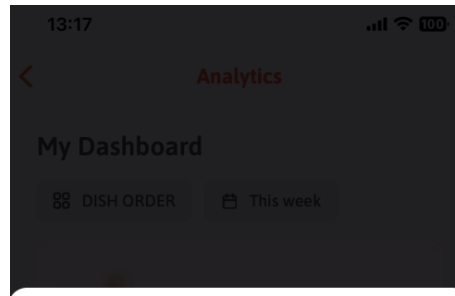 13:17
100
Analytics
My Dashboard
DISH ORDER
This week